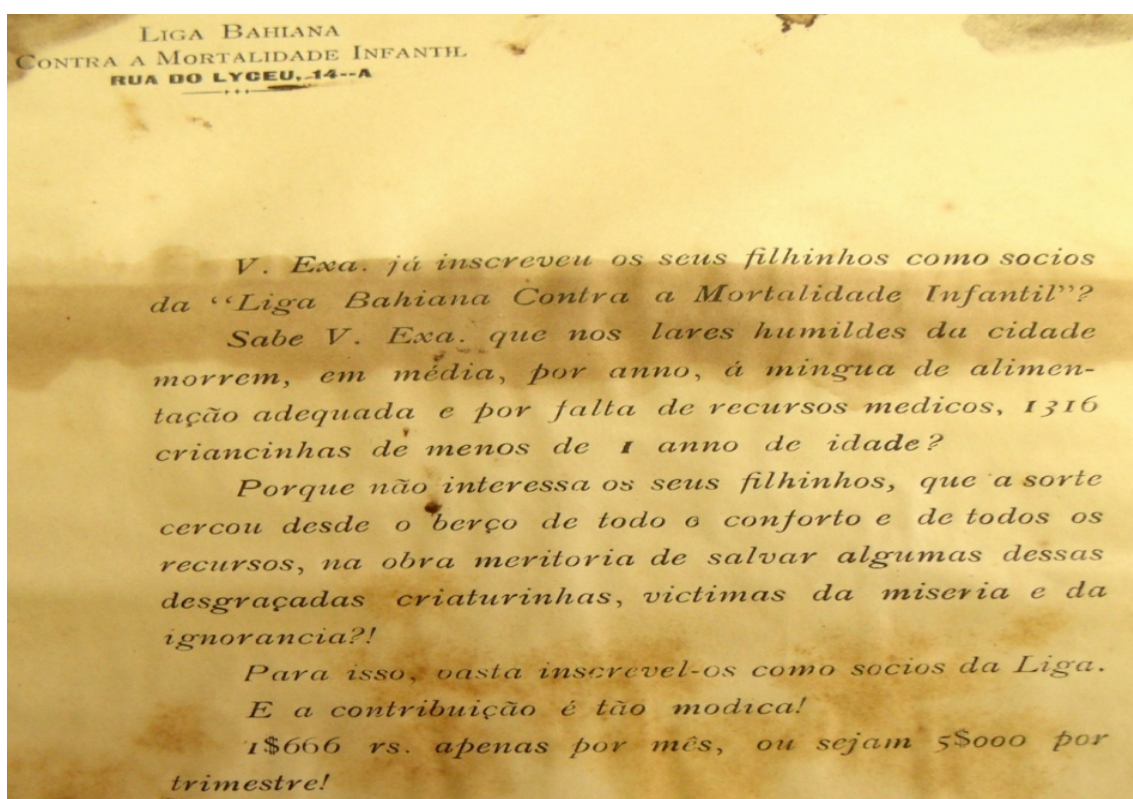 LIGA BAHIANA
CONTRA A MORTALIDADE INFANTIL
RUA DO LYCEU, 14--A
V. Exa. já inscreveu os seus filhinhos como socios
da “Liga Bahiana Contra a Mortalidade Infantil”?
Sabe V. Exa. que nos lares humildes da cidade
morrem, em média, por anno, á mingua de alimen-
tação adequada e por falta de recursos medicos, 1316
criancinhas de menos de 1 anno de idade?
Porque não interessa os seus filhinhos, que a sorte
cercou desde o berço de todo o conforto e de todos os
recursos, na obra meritoria de salvar algumas dessas
desgraçadas criaturinhas, victimas da miseria e da
ignorancia?!
Para isso, basta inscrevel-os como socios da Liga.
E a contribuição é tão modica!
1$666 rs. apenas por mês, ou sejam 5$000 por
trimestre!